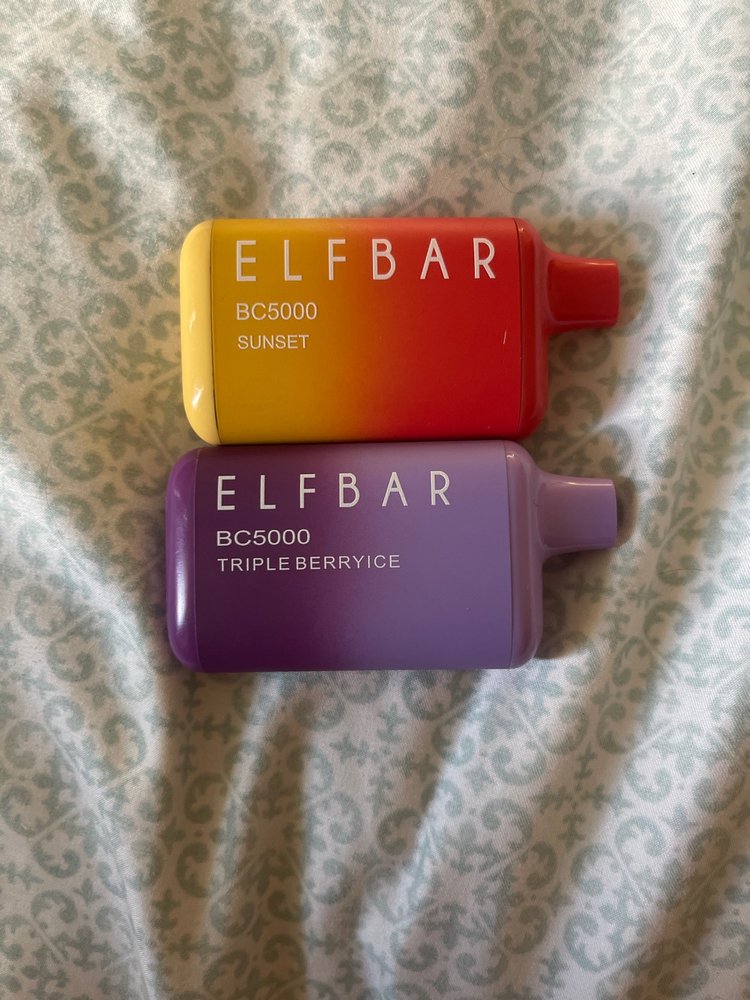 ELFBAR
BC5000
SUNSET
ELFBAR
BC5000
TRIPLE BERRYICE